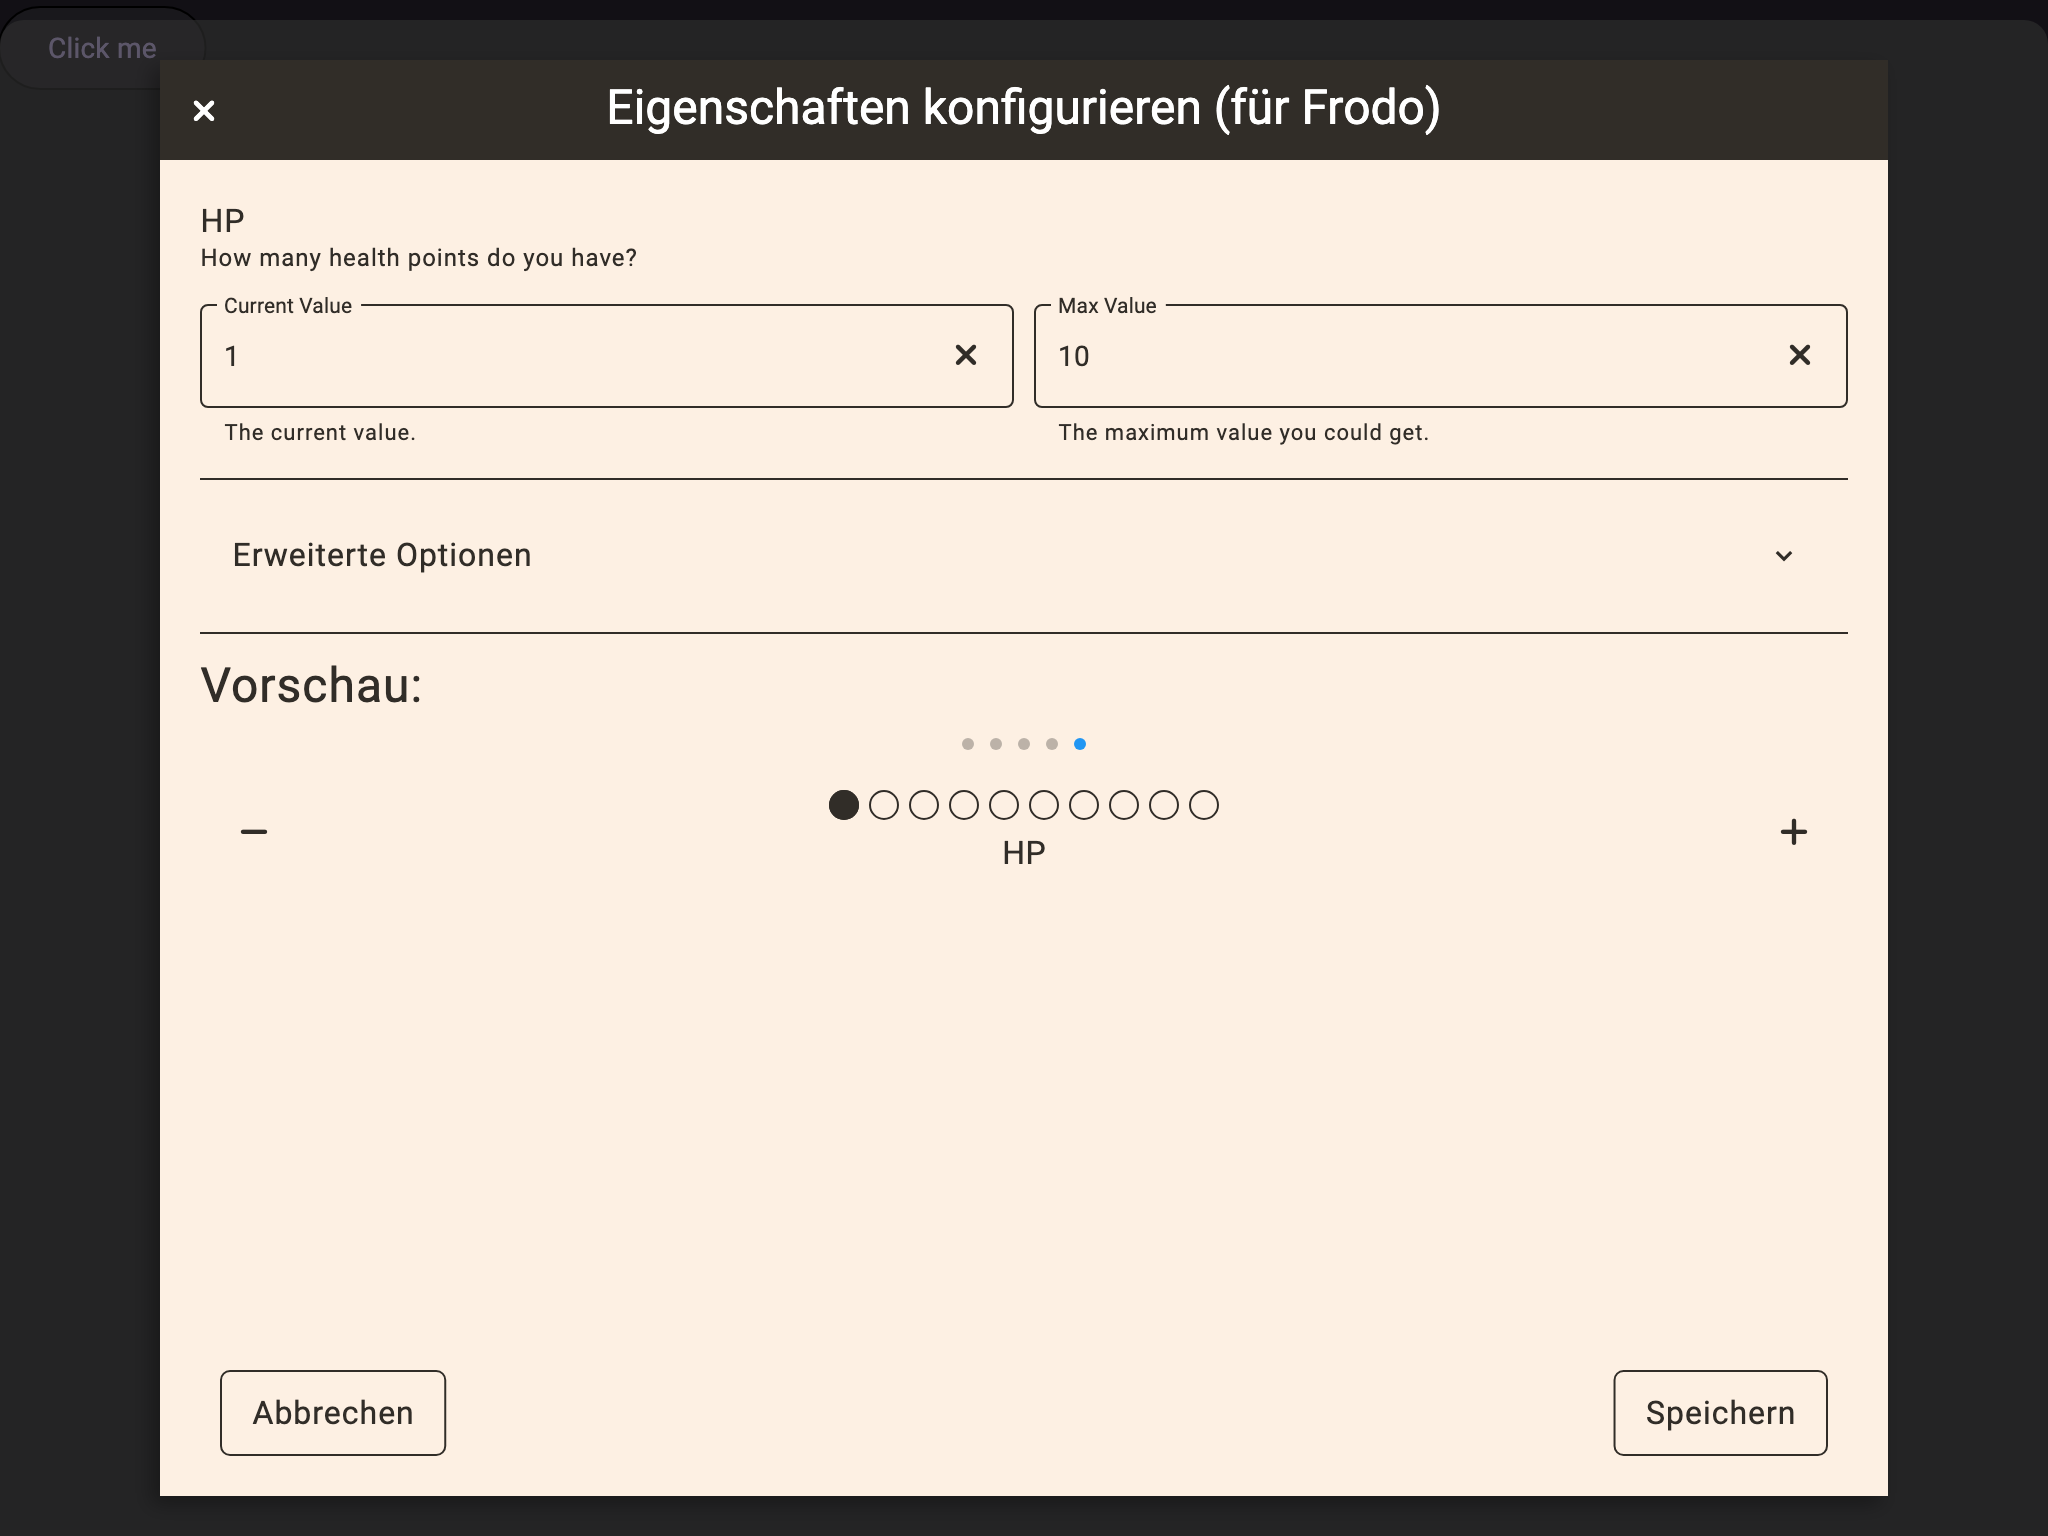 Click me
Eigenschaften konfigurieren (für Frodo)
HP
How many health points do you have?
Current Value
1
The current value.
Max Value
10
The maximum value you could get.
Erweiterte Optionen
Vorschau:
HP
Abbrechen
Speichern